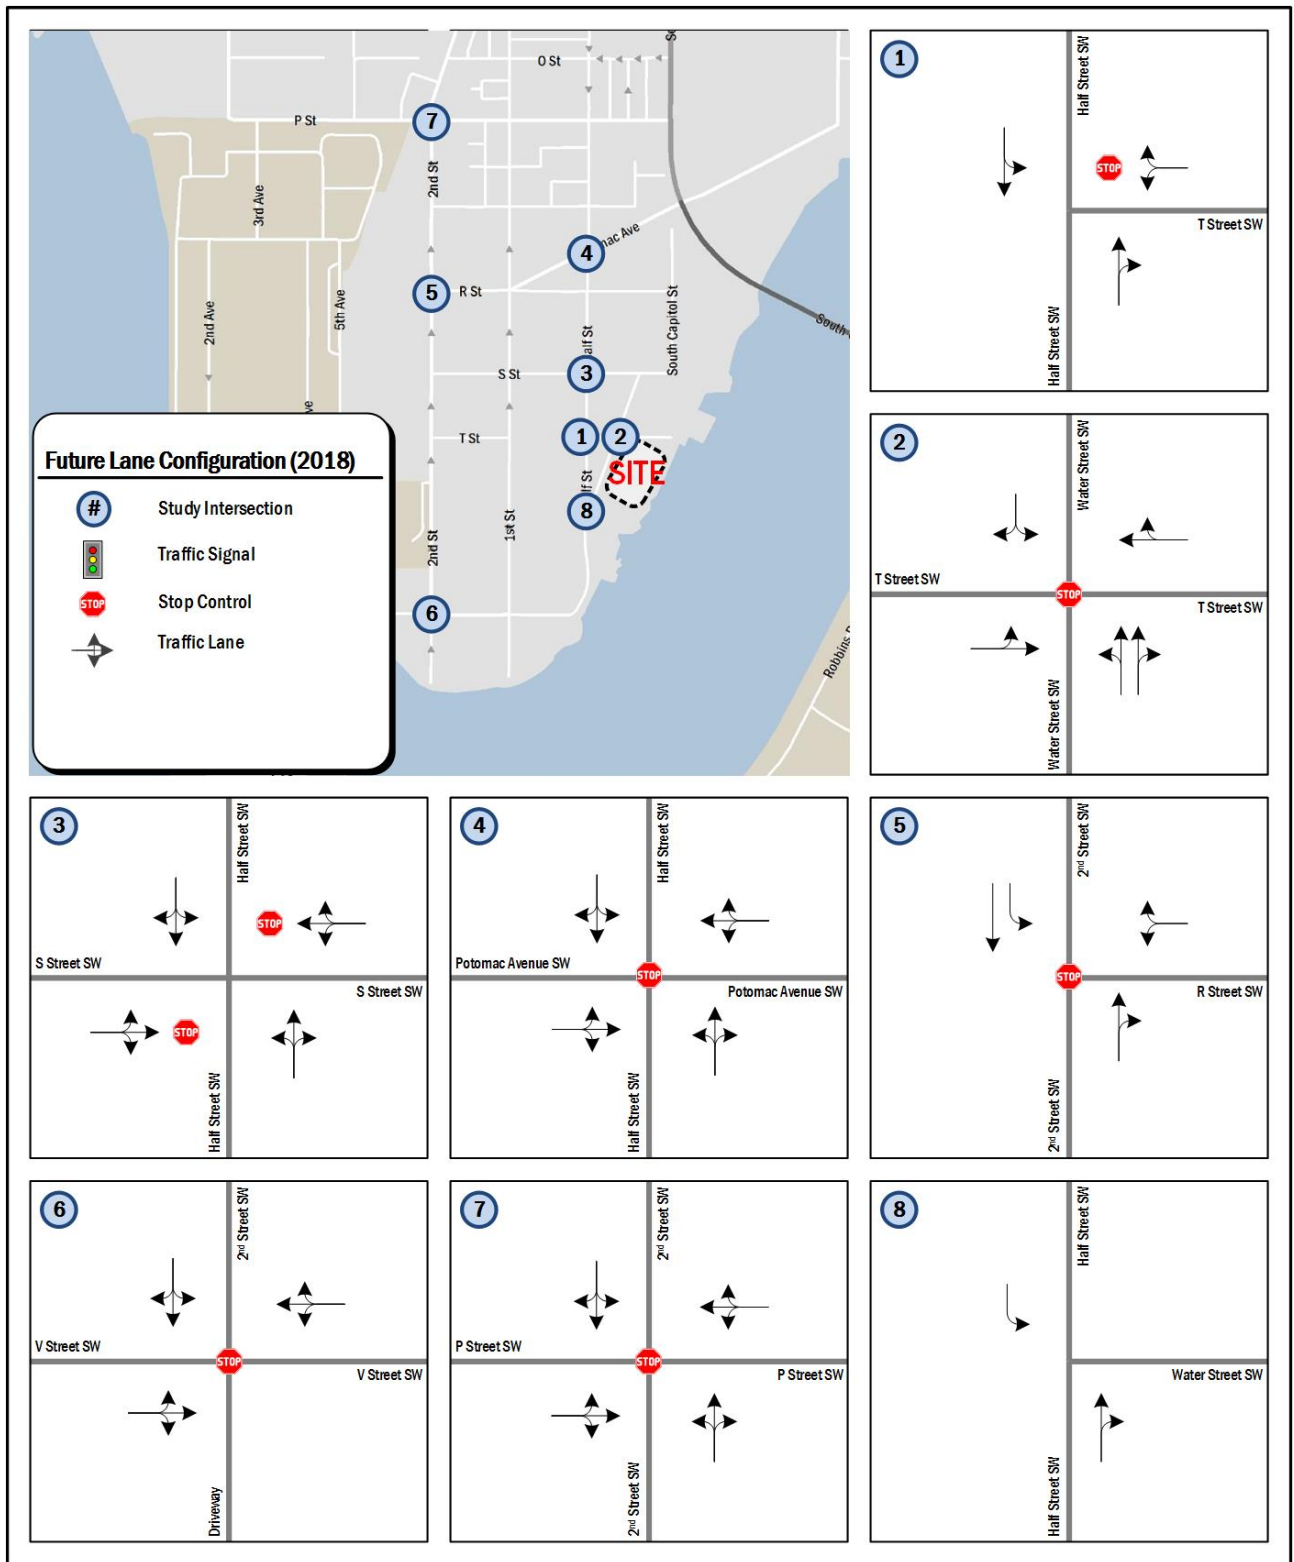 O St
Se
P St
7
2nd St
3rd Ave
4
mac Ave
5
R St
2nd Ave
5th Ave
alf St
South Capitol St
South
S St
3
ve
T St
1
2
SITE
lf St
8
1st St
2nd St
6
Robbins R
Future Lane Configuration (2018)
# Study Intersection
Traffic Signal
STOP Stop Control
Traffic Lane
1
Half Street SW
STOP
T Street SW
Half Street SW
2
Water Street SW
T Street SW
STOP
T Street SW
Water Street SW
3
Half Street SW
STOP
S Street SW
S Street SW
STOP
Half Street SW
4
Half Street SW
Potomac Avenue SW
STOP
Potomac Avenue SW
Half Street SW
5
2nd Street SW
STOP
R Street SW
2nd Street SW
6
2nd Street SW
V Street SW
STOP
V Street SW
Driveway
7
2nd Street SW
P Street SW
STOP
P Street SW
2nd Street SW
8
Half Street SW
Water Street SW
Half Street SW